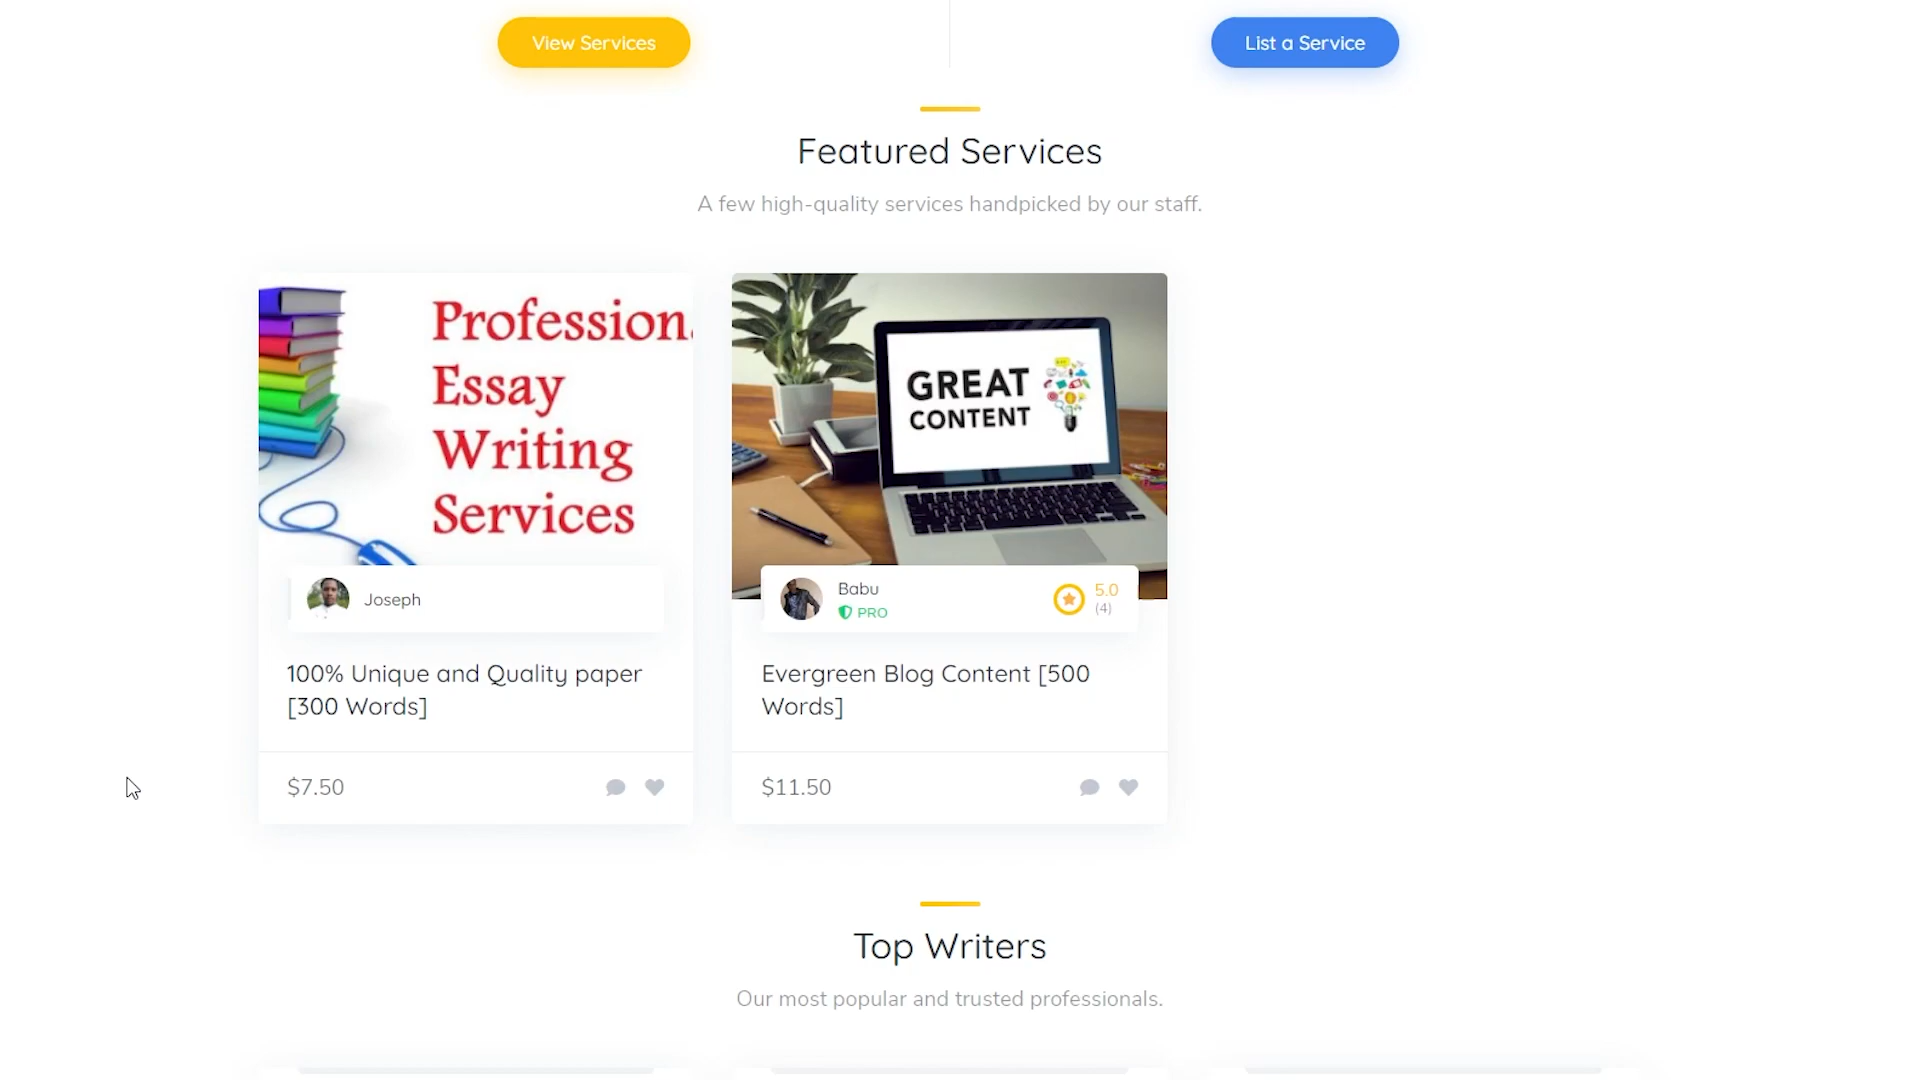 View Services
List a Service
Featured Services
A few high-quality services handpicked by our staff.
Profession
Essay
Writing
Services
GREAT
CONTENT
Joseph
Babu
PRO
5.0
(4)
100% Unique and Quality paper
[300 Words]
Evergreen Blog Content [500
Words]
$7.50
$11.50
Top Writers
Our most popular and trusted professionals.